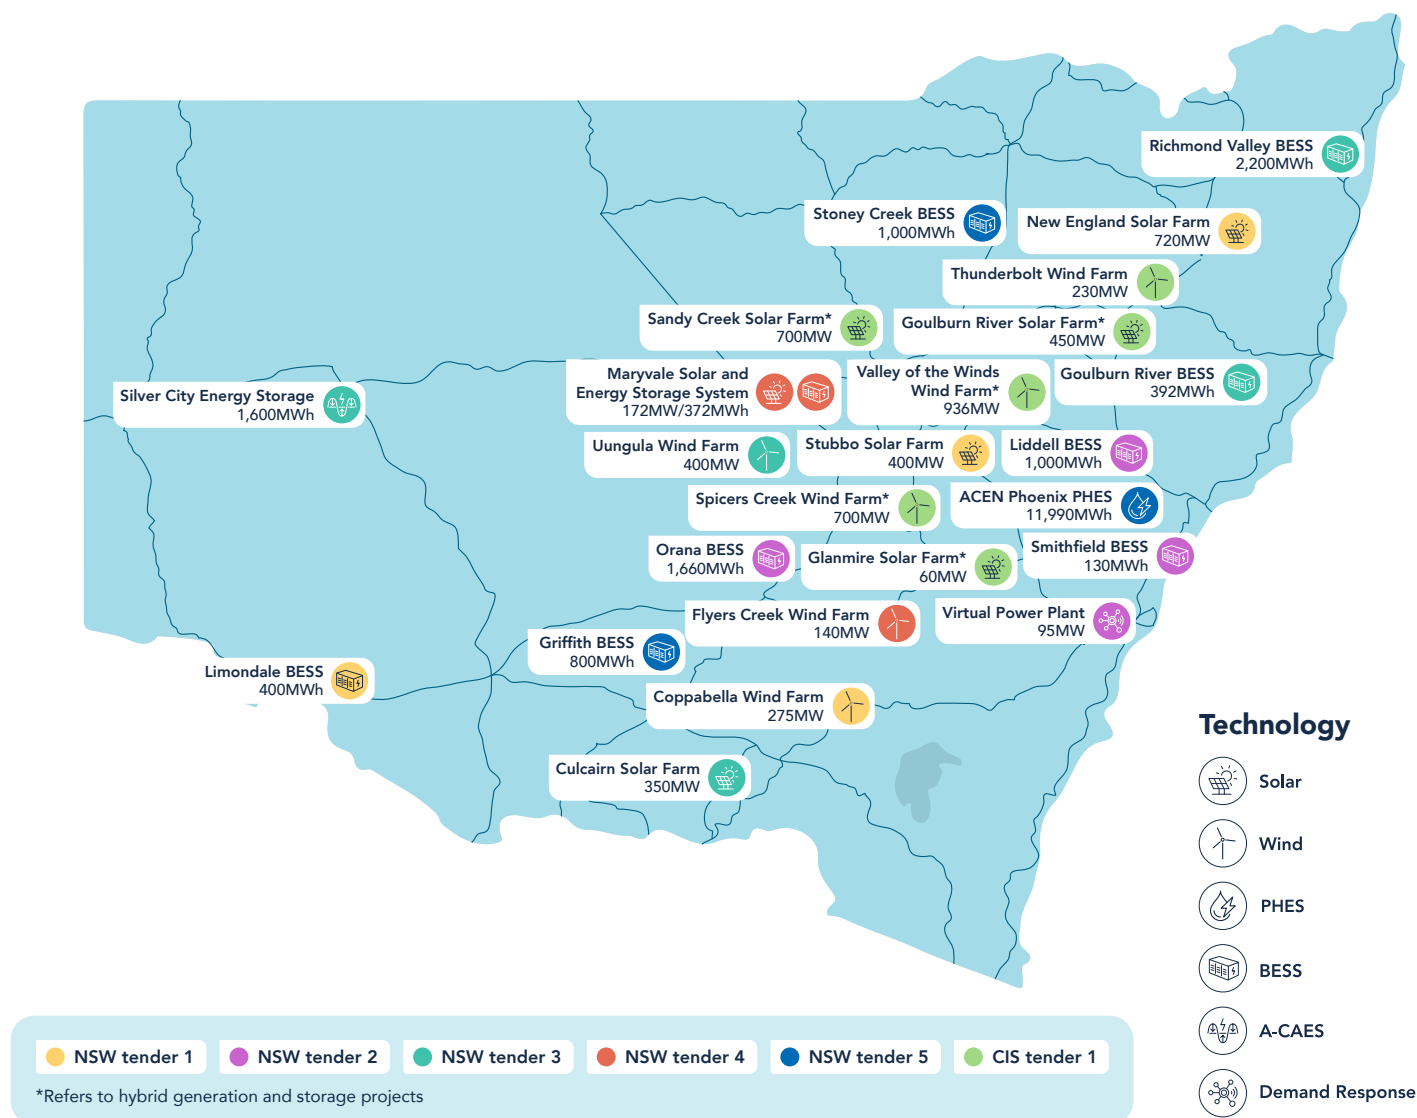 Richmond Valley BESS
2,200MWh
Stoney Creek BESS
1,000MWh
New England Solar Farm
720MW
Thunderbolt Wind Farm
230MW
Sandy Creek Solar Farm*
700MW
Goulburn River Solar Farm*
450MW
Maryvale Solar and
Energy Storage System
172MW/372MWh
Valley of the Winds
Wind Farm*
936MW
Goulburn River BESS
392MWh
Silver City Energy Storage
1,600MWh
Uungula Wind Farm
400MW
Stubbo Solar Farm
400MW
Liddell BESS
1,000MWh
Spicers Creek Wind Farm*
700MW
ACEN Phoenix PHES
11,990MWh
Orana BESS
1,660MWh
Glanmire Solar Farm*
60MW
Smithfield BESS
130MWh
Flyers Creek Wind Farm
140MW
Virtual Power Plant
95MW
Griffith BESS
800MWh
Limondale BESS
400MWh
Coppabella Wind Farm
275MW
Culcairn Solar Farm
350MW
Technology
Solar
Wind
PHES
BESS
A-CAES
Demand Response
NSW tender 1
NSW tender 2
NSW tender 3
NSW tender 4
NSW tender 5
CIS tender 1
*Refers to hybrid generation and storage projects